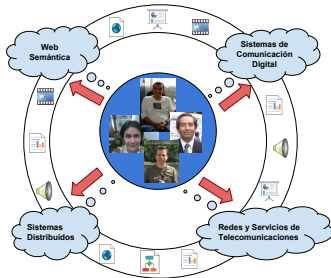 Web
Semántica
Sistemas de
Comunicación
Digital
Sistemas
Distribuidos
Redes y Servicios de
Telecomunicaciones